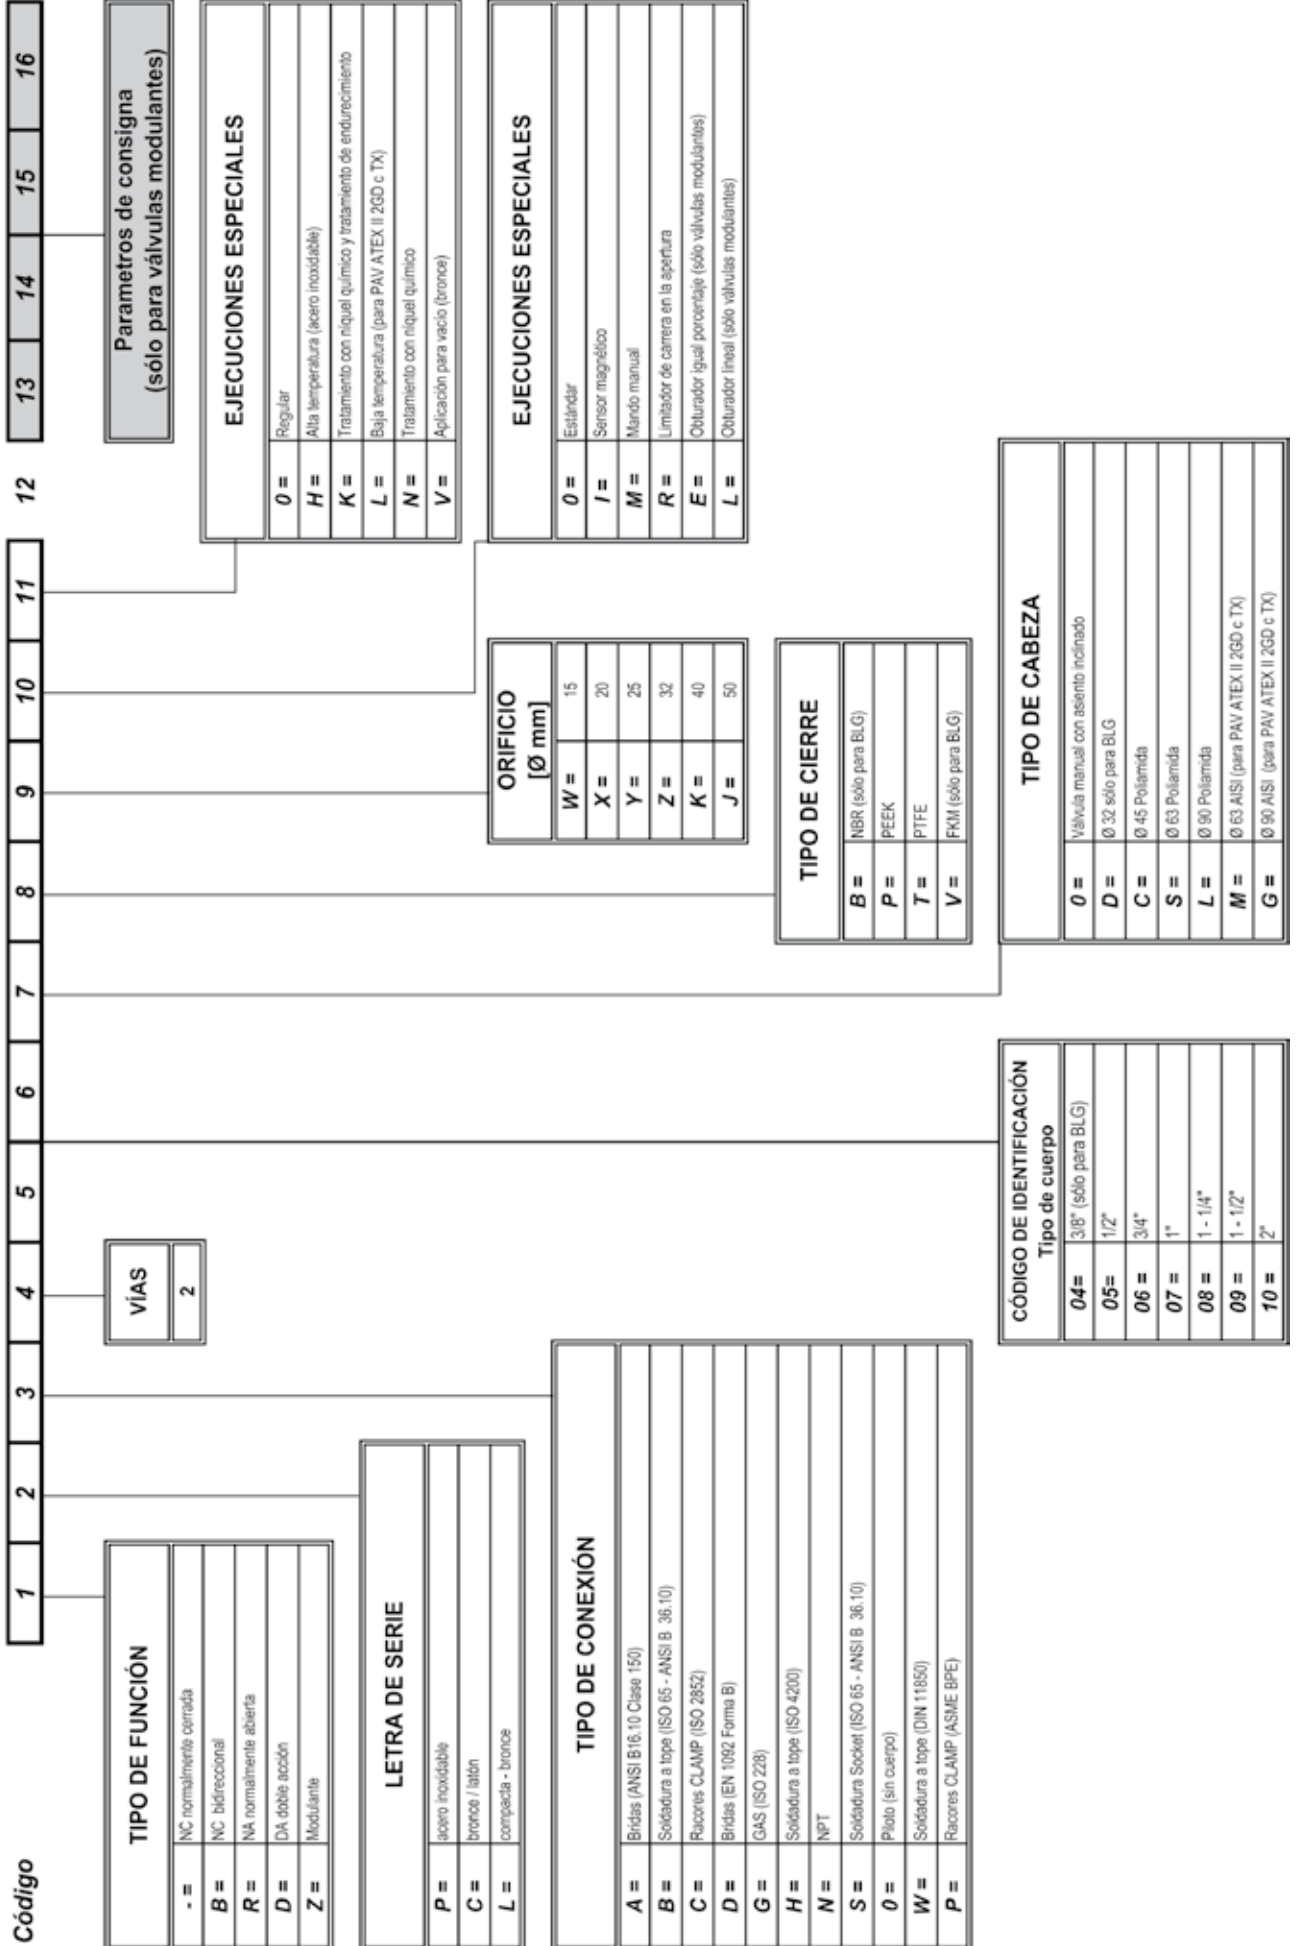 Código
1 2 3 4 5 6 7 8 9 10 11 12 13 14 15 16
TIPO DE FUNCIÓN
- = NC normalmente cerrada
B = NC bidireccional
R = NA normalmente abierta
D = DA doble acción
Z = Modulante
VÍAS
2
Parametros de consigna
(sólo para válvulas modulantes)
LETRA DE SERIE
P = acero inoxidable
C = bronce / latón
L = compacta - bronce
EJECUCIONES ESPECIALES
0 = Regular
H = Alta temperatura (acero inoxidable)
K = Tratamiento con níquel químico y tratamiento de endurecimiento
L = Baja temperatura (para PAV ATEX II 2GD c TX)
N = Tratamiento con níquel químico
V = Aplicación para vacío (bronce)
TIPO DE CONEXIÓN
A = Bridas (ANSI B16.10 Clase 150)
B = Soldadura a tope (ISO 65 - ANSI B 36.10)
C = Racores CLAMP (ISO 2852)
D = Bridas (EN 1092 Forma B)
G = GAS (ISO 228)
H = Soldadura a tope (ISO 4200)
N = NPT
S = Soldadura Socket (ISO 65 - ANSI B 36.10)
0 = Piloto (sin cuerpo)
W = Soldadura a tope (DIN 11850)
P = Racores CLAMP (ASME BPE)
ORIFICIO
[Ø mm]
W = 15
X = 20
Y = 25
Z = 32
K = 40
J = 50
EJECUCIONES ESPECIALES
0 = Estándar
I = Sensor magnético
M = Mando manual
R = Limitador de carrera en la apertura
E = Obturador igual porcentaje (sólo válvulas modulantes)
L = Obturador lineal (sólo válvulas modulantes)
TIPO DE CIERRE
B = NBR (sólo para BLG)
P = PEEK
T = PTFE
V = FKM (sólo para BLG)
CÓDIGO DE IDENTIFICACIÓN
Tipo de cuerpo
04= 3/8" (sólo para BLG)
05= 1/2"
06 = 3/4"
07 = 1"
08 = 1 - 1/4"
09 = 1 - 1/2"
10 = 2"
TIPO DE CABEZA
0 = Válvula manual con asiento inclinado
D = Ø 32 sólo para BLG
C = Ø 45 Poliamida
S = Ø 63 Poliamida
L = Ø 90 Poliamida
M = Ø 63 AISI (para PAV ATEX II 2GD c TX)
G = Ø 90 AISI (para PAV ATEX II 2GD c TX)